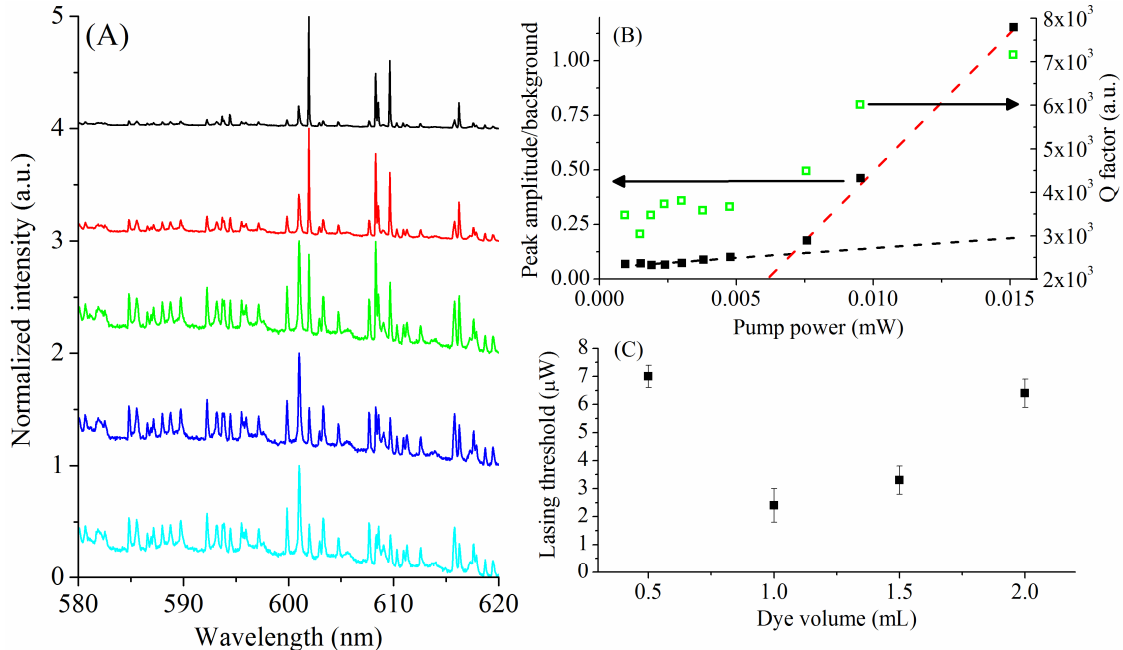 (A)
Normalized intensity (a.u.)
5
4
3
2
1
0
580 590 600 610 620
Wavelength (nm)
(B)
Peak amplitude/background
1.00
0.75
0.50
0.25
0.00
0.000 0.005 0.010 0.015
Pump power (mW)
8x10³
7x10³
6x10³
5x10³
4x10³
3x10³
2x10³
Q factor (a.u.)
(C)
Lasing threshold (µW)
8
7
6
5
4
3
2
1
0
0.5 1.0 1.5 2.0
Dye volume (mL)